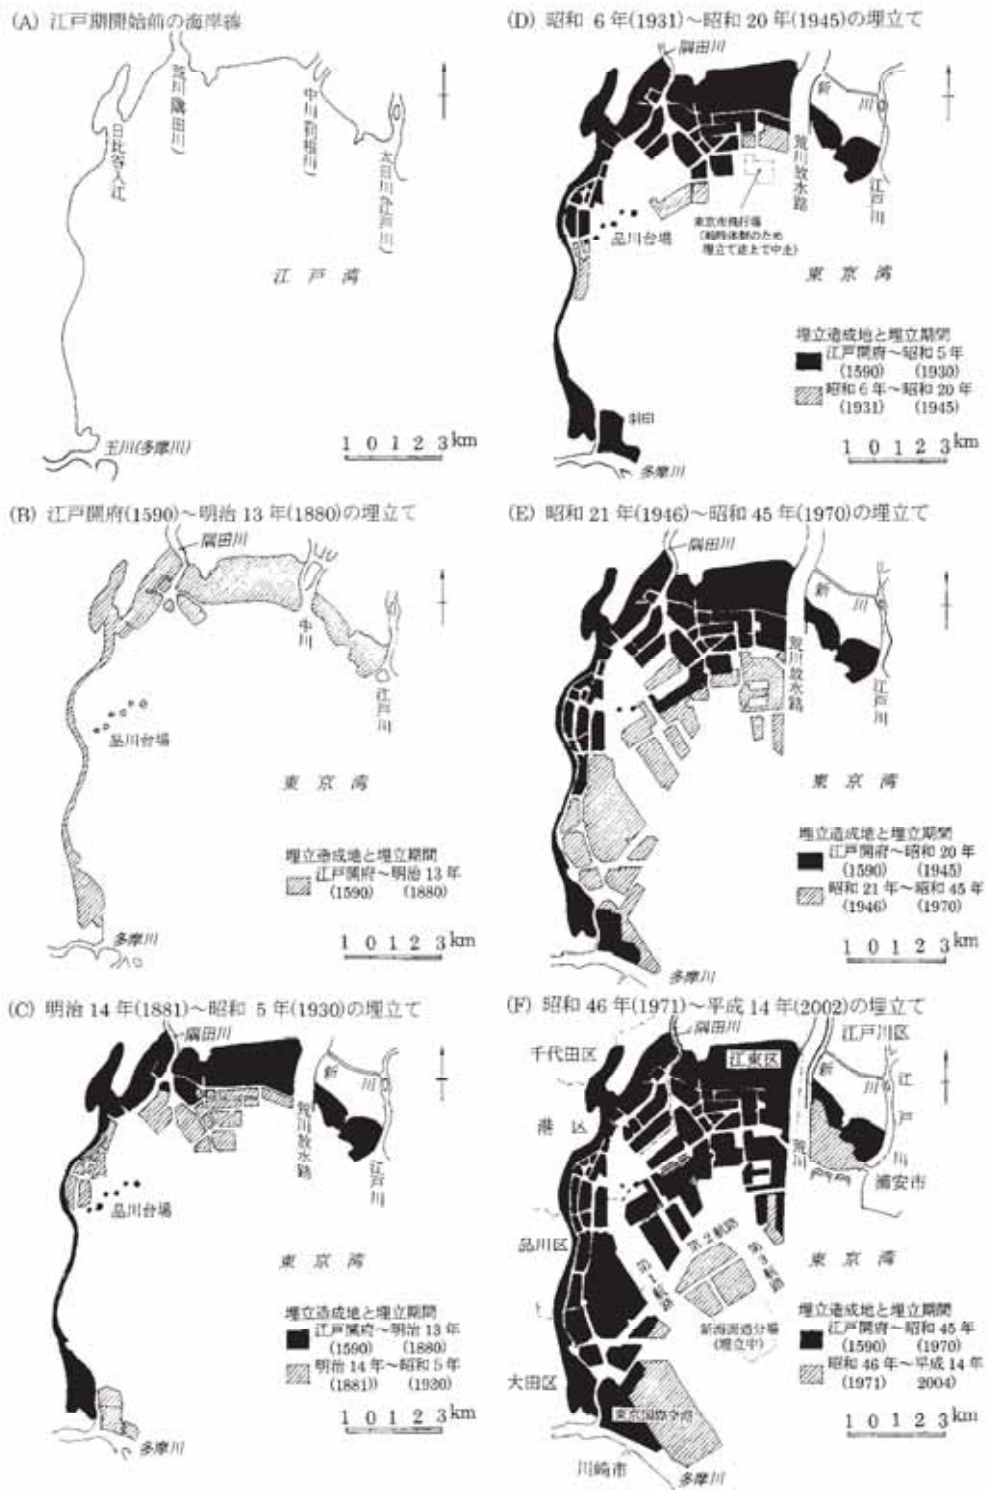 (A) 江戸期開始前の海岸線
日比谷入江
荒川(隅田川)
中川(利根川)
太日川(江戸川)
江戸湾
玉川(多摩川)
1 0 1 2 3 km
(B) 江戸開府(1590)～明治13年(1880)の埋立て
隅田川
中川
江戸川
品川台場
東京湾
埋立造成地と埋立期間
江戸開府～明治13年
(1590) (1880)
多摩川
1 0 1 2 3 km
(C) 明治14年(1881)～昭和 5年(1930)の埋立て
隅田川
新川
荒川放水路
江戸川
品川台場
東京湾
埋立造成地と埋立期間
江戸開府～明治13年
(1590) (1880)
明治14年～昭和5年
(1881)) (1930)
多摩川
1 0 1 2 3 km
(D) 昭和 6年(1931)～昭和20年(1945)の埋立て
隅田川
新川
荒川放水路
江戸川
品川台場
東京市飛行場
(戦時体制のため
埋立て途上で中止)
東京湾
埋立造成地と埋立期間
江戸開府～昭和5年
(1590) (1930)
昭和6年～昭和20年
(1931) (1945)
羽田
多摩川
1 0 1 2 3 km
(E) 昭和21年(1946)～昭和45年(1970)の埋立て
隅田川
新川
荒川放水路
江戸川
東京湾
埋立造成地と埋立期間
江戸開府～昭和20年
(1590) (1945)
昭和21年～昭和45年
(1946) (1970)
多摩川
1 0 1 2 3 km
(F) 昭和46年(1971)～平成14年(2002)の埋立て
隅田川
江戸川区
千代田区
江東区
新川
江戸川
港区
荒川
浦安市
品川区
第1航路
第2航路
第3航路
東京湾
新海面処分場
(埋立中)
埋立造成地と埋立期間
江戸開府～昭和45年
(1590) (1970)
昭和46年～平成14年
(1971) 2004)
大田区
東京国際空港
川崎市
多摩川
1 0 1 2 3 km